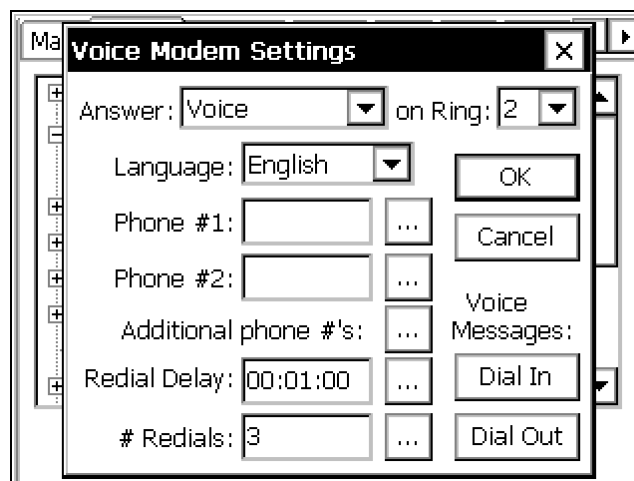 Ma
Voice Modem Settings
Answer: Voice on Ring: 2
Language: English
OK
Phone #1: ...
Cancel
Phone #2: ...
Voice
Messages:
Additional phone #'s: ...
Redial Delay: 00:01:00 ...
Dial In
# Redials: 3 ...
Dial Out